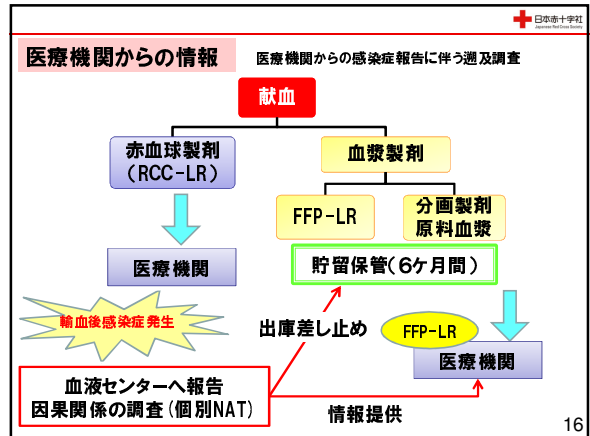 日本赤十字社
Japanese Red Cross Society
医療機関からの情報
医療機関からの感染症報告に伴う遡及調査
献血
赤血球製剤
(RCC-LR)
血漿製剤
FFP-LR
分画製剤
原料血漿
医療機関
貯留保管(6ケ月間)
輸血後感染症発生
出庫差し止め
FFP-LR
医療機関
血液センターへ報告
因果関係の調査(個別NAT)
情報提供
16